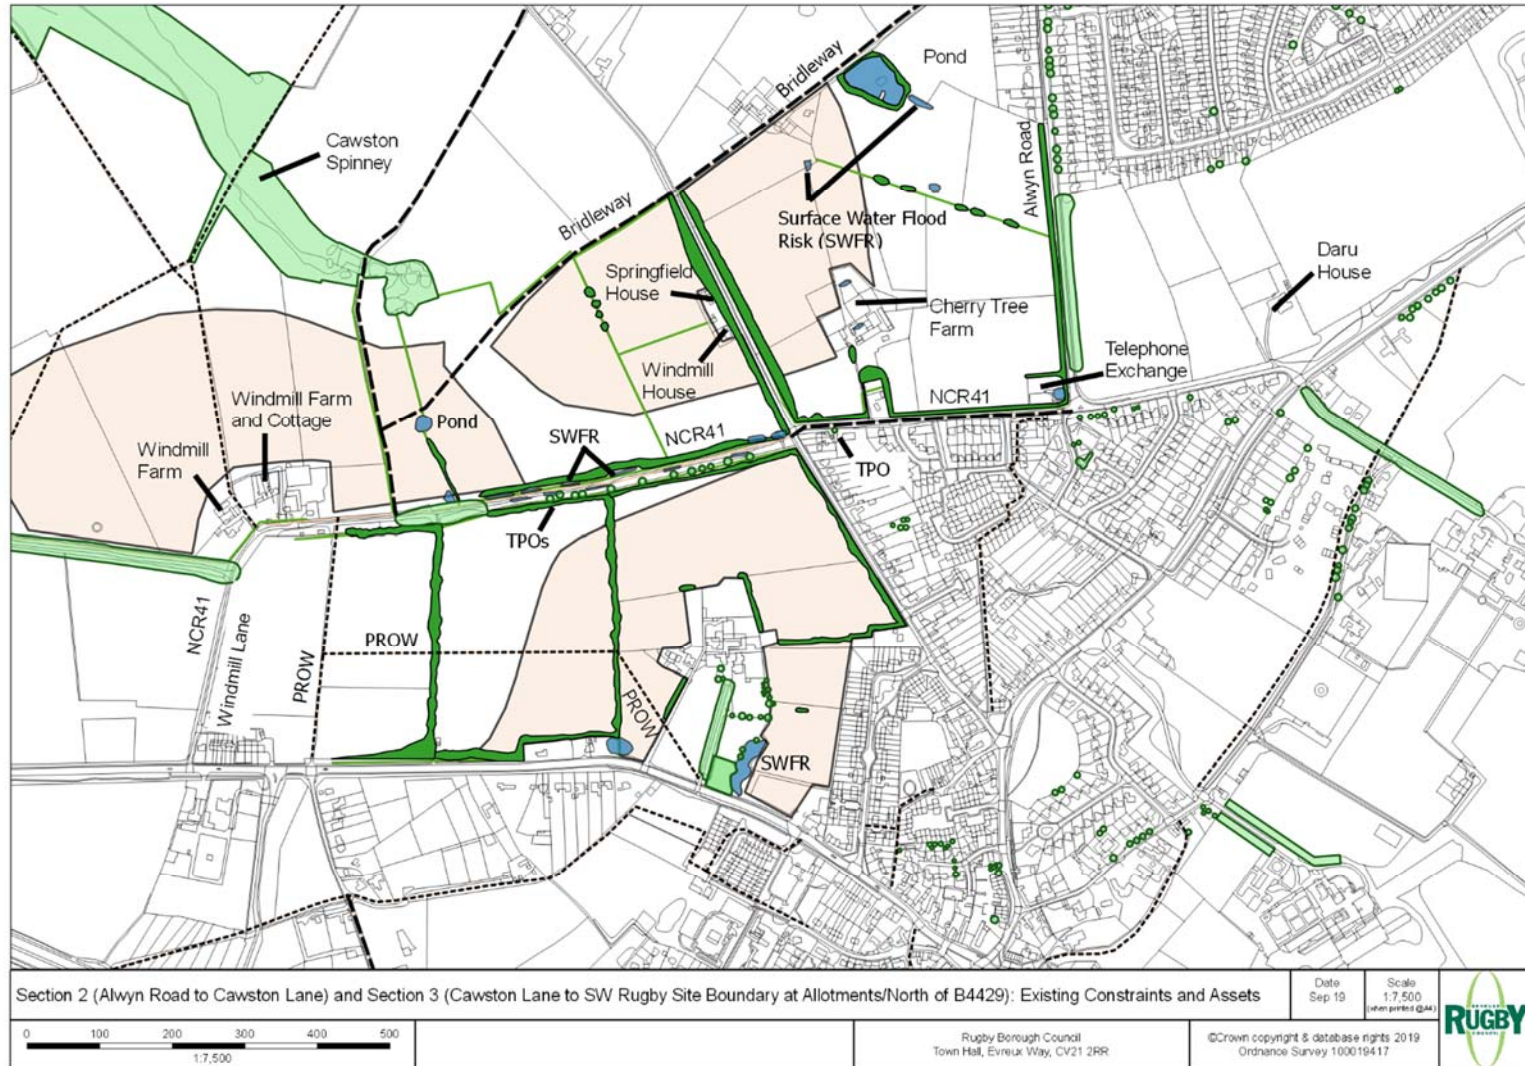 Pond
Bridleway
Alwyn Road
Cawston
Spinney
Bridleway
Surface Water Flood
Risk (SWFR)
Daru
House
Springfield
House
Cherry Tree
Farm
Telephone
Exchange
Windmill
House
NCR41
Windmill Farm
and Cottage
Pond
NCR41
SWFR
Windmill
Farm
TPO
TPOs
NCR41
Windmill Lane
PROW
PROW
PROW
SWFR
Section 2 (Alwyn Road to Cawston Lane) and Section 3 (Cawston Lane to SW Rugby Site Boundary at Allotments/North of B4429): Existing Constraints and Assets
Date
Sep 19
Scale
1:7,500
(when printed @A4)
RUGBY
0 100 200 300 400 500
1:7,500
Rugby Borough Council
Town Hall, Evreux Way, CV21 2RR
©Crown copyright & database rights 2019
Ordnance Survey 100019417